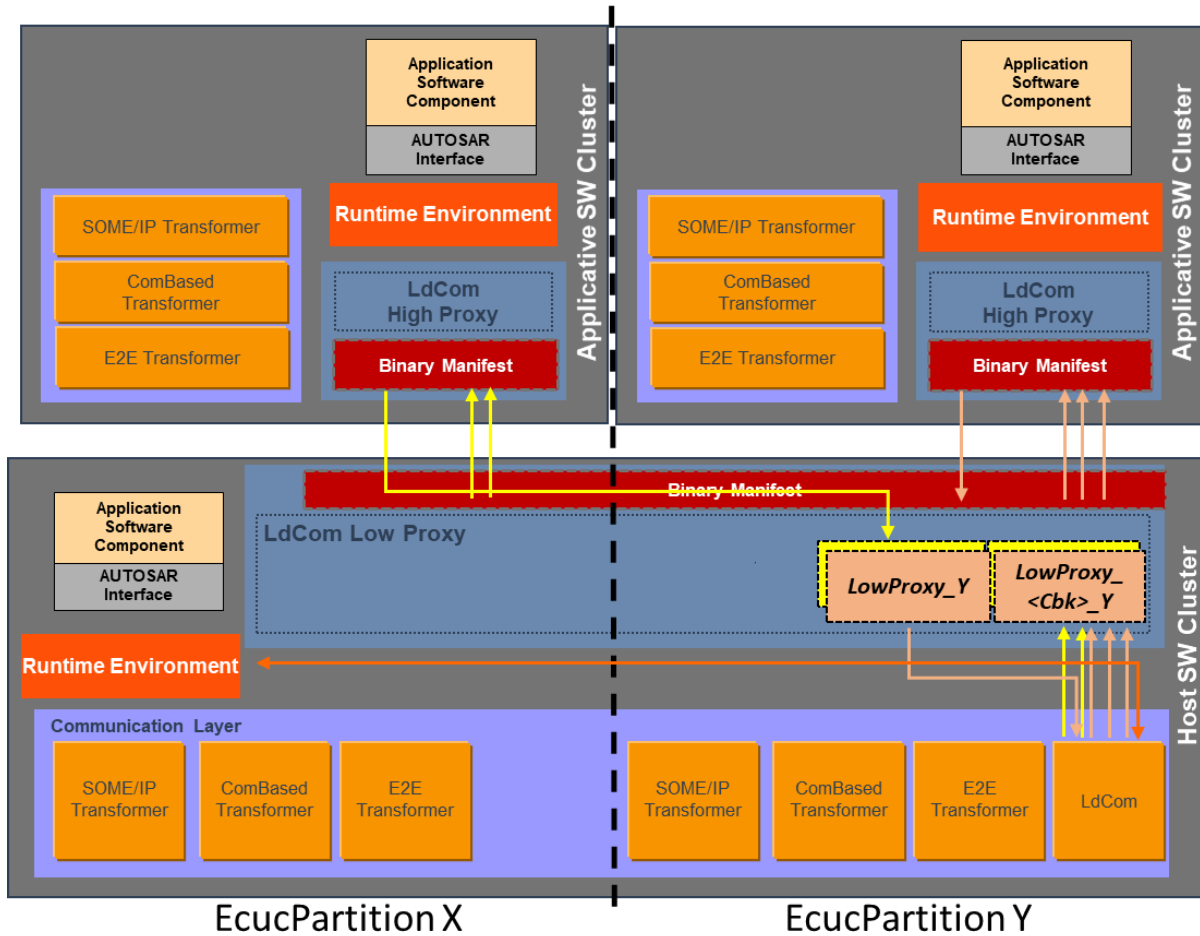 Application
Software
Component
AUTOSAR
Interface
Runtime Environment
SOME/IP Transformer
ComBased
Transformer
E2E Transformer
LdCom
High Proxy
Binary Manifest
Applicative SW Cluster
Application
Software
Component
AUTOSAR
Interface
Runtime Environment
SOME/IP Transformer
ComBased
Transformer
E2E Transformer
LdCom
High Proxy
Binary Manifest
Applicative SW Cluster
Binary Manifest
Application
Software
Component
AUTOSAR
Interface
LdCom Low Proxy
LowProxy_Y
LowProxy_
<Cbk>_Y
Runtime Environment
Host SW Cluster
Communication Layer
SOME/IP
Transformer
ComBased
Transformer
E2E
Transformer
SOME/IP
Transformer
ComBased
Transformer
E2E
Transformer
LdCom
EcucPartition X
EcucPartition Y